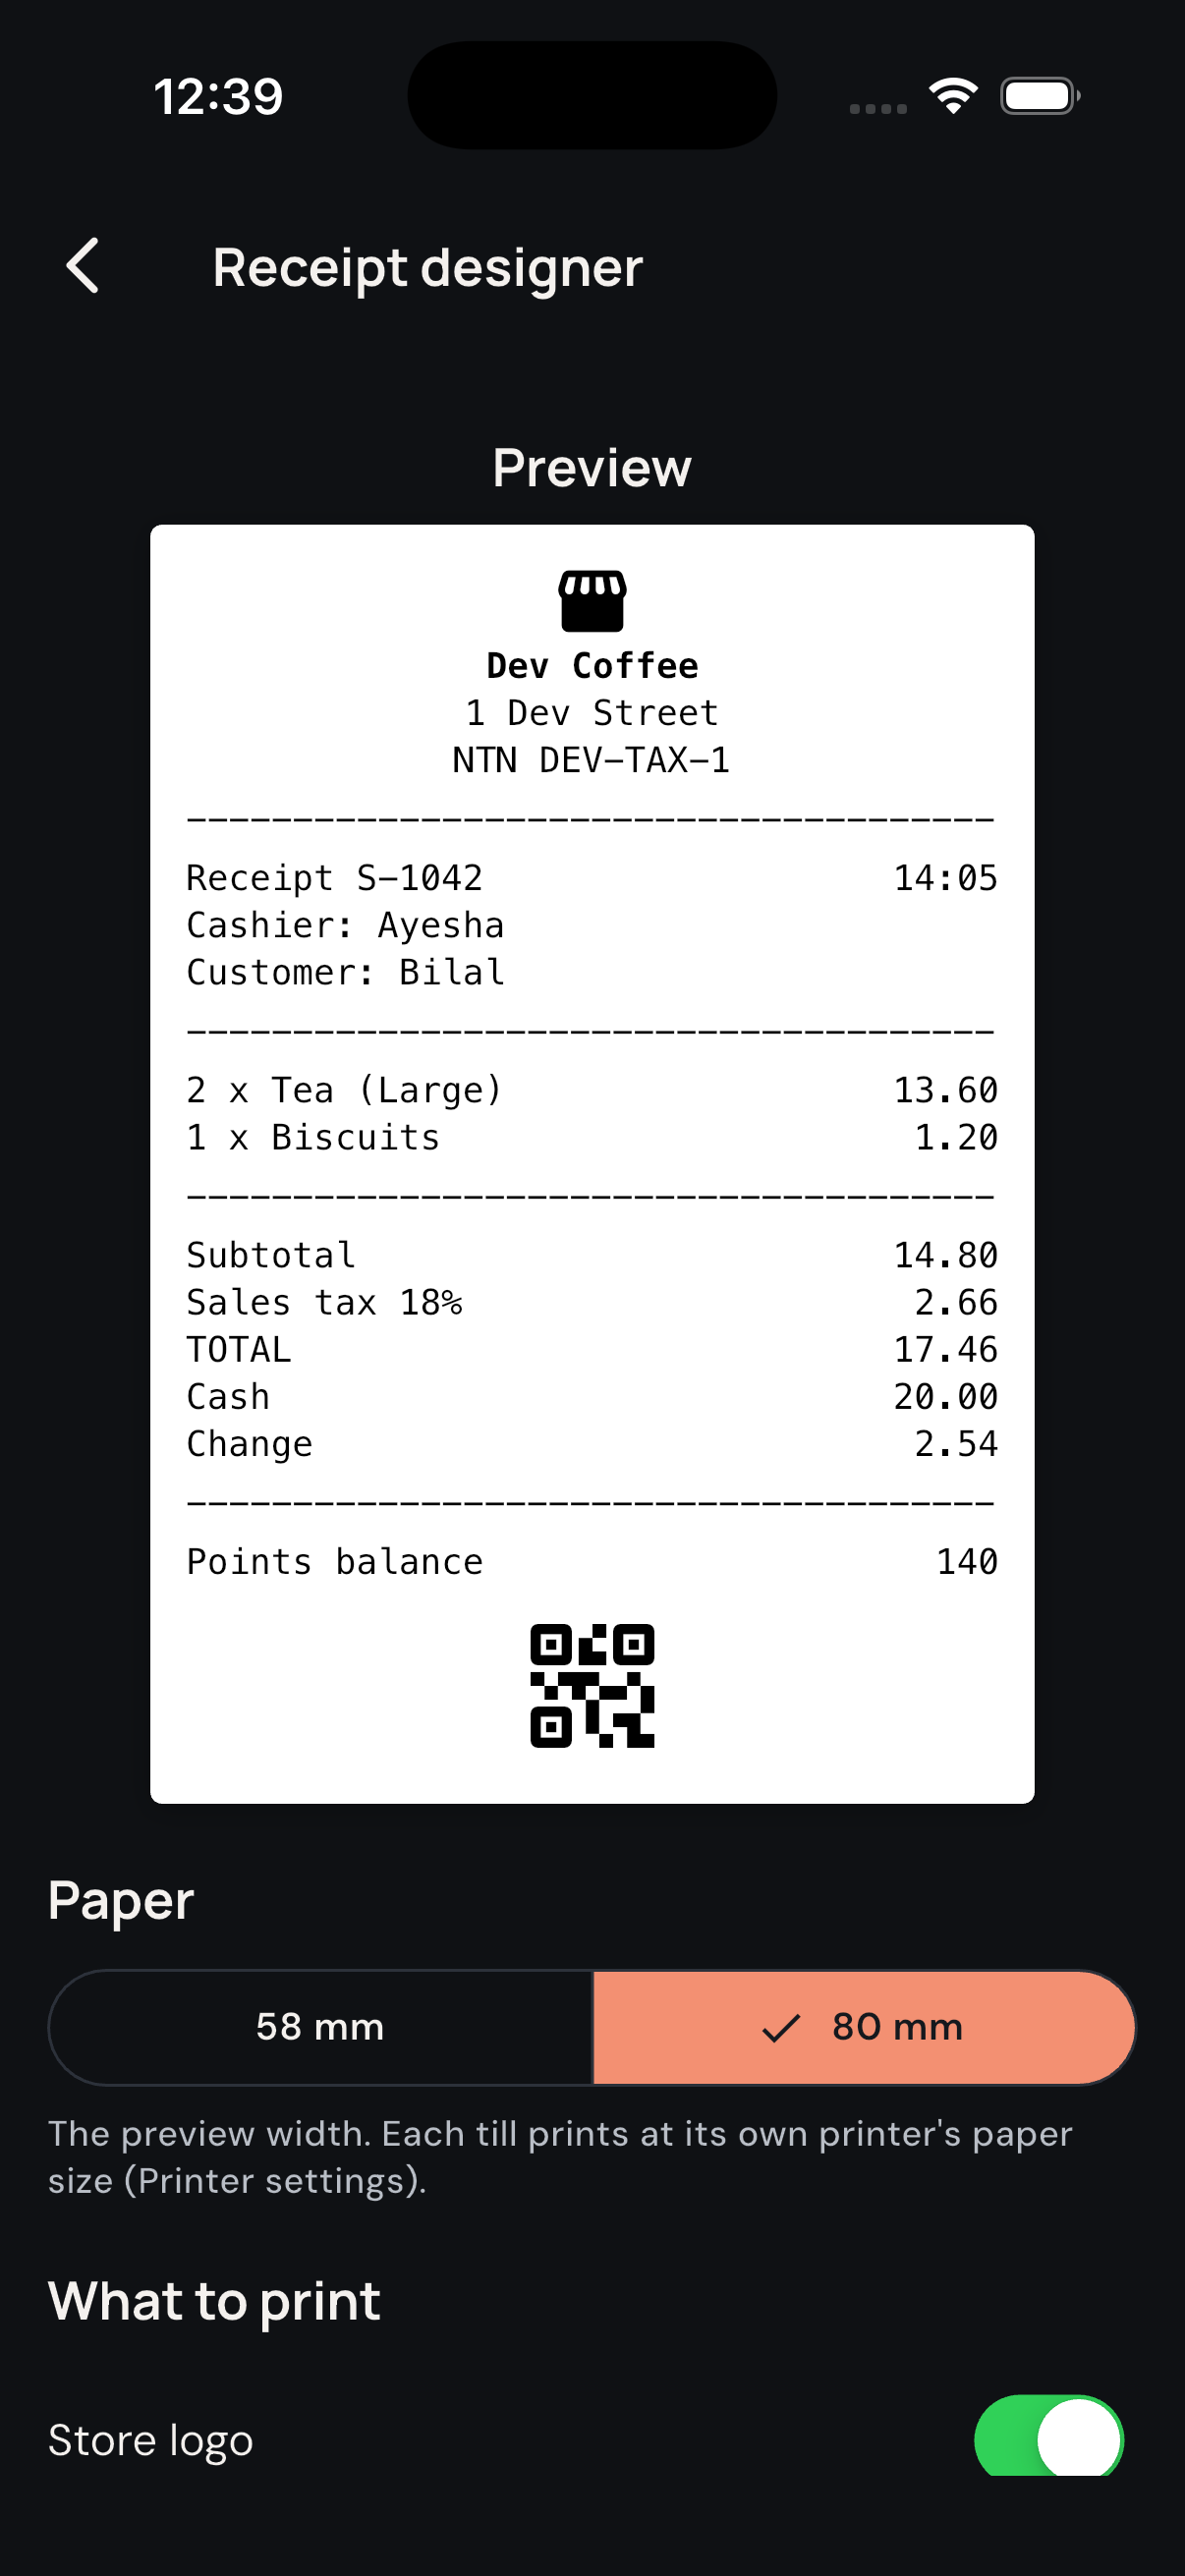 12:39
Receipt designer
Preview
Dev Coffee
1 Dev Street
NTN DEV-TAX-1
--------------------------------------
Receipt S-1042 14:05
Cashier: Ayesha
Customer: Bilal
--------------------------------------
2 x Tea (Large) 13.60
1 x Biscuits 1.20
--------------------------------------
Subtotal 14.80
Sales tax 18% 2.66
TOTAL 17.46
Cash 20.00
Change 2.54
--------------------------------------
Points balance 140
Paper
58 mm 80 mm
The preview width. Each till prints at its own printer's paper
size (Printer settings).
What to print
Store logo